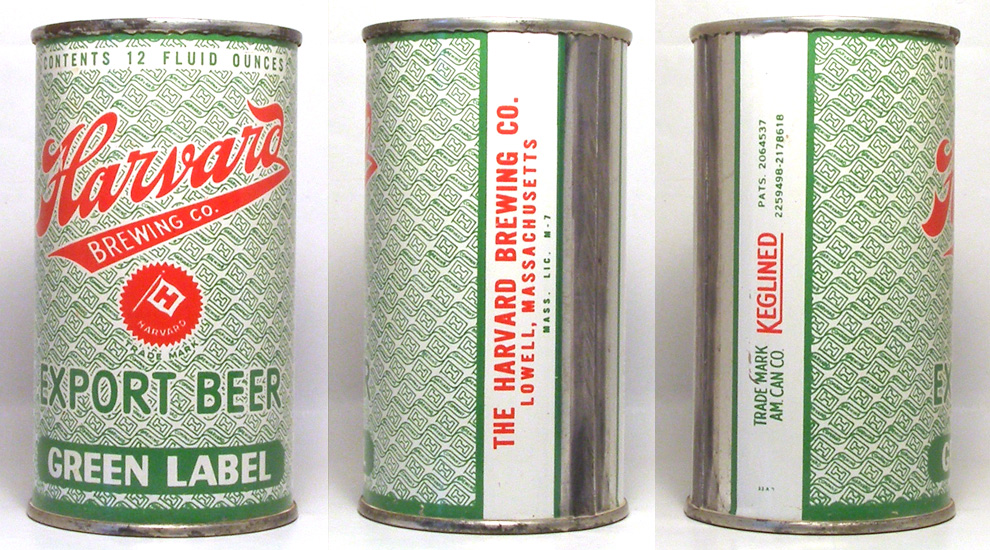 CONTENTS 12 FLUID OUNCES
Harvard
BREWING CO.
H
HARVARD
TRADE MARK
EXPORT BEER
GREEN LABEL
THE HARVARD BREWING CO.
LOWELL, MASSACHUSETTS
MASS. LIC. M-7
TRADE MARK
AM. CAN CO.
KEGLINED
PATS. 2064537
2259498-2178618